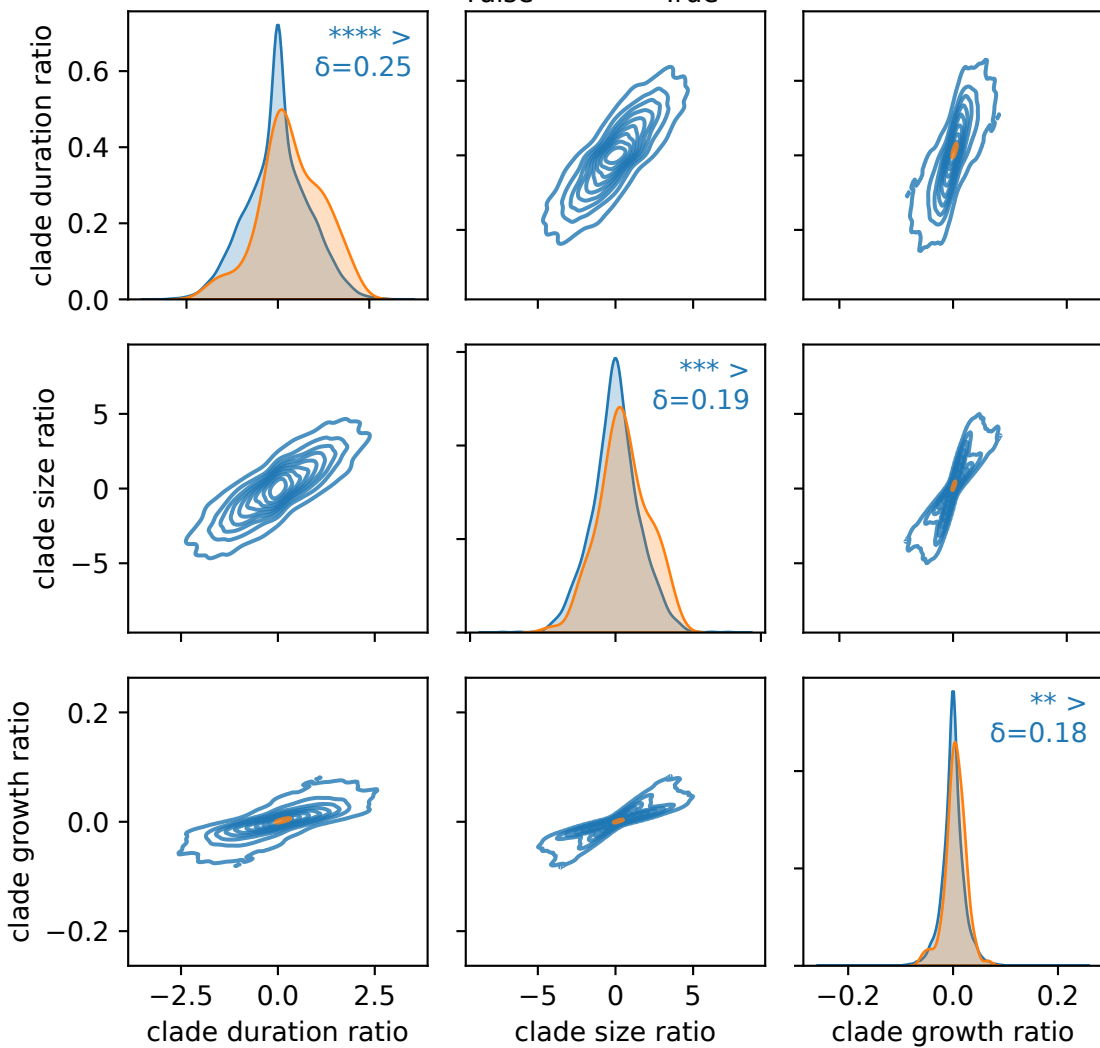 clade duration ratio
0.6
0.4
0.2
0.0
**** >
δ=0.25
clade size ratio
5
0
−5
*** >
δ=0.19
clade growth ratio
0.2
0.0
−0.2
** >
δ=0.18
−2.5 0.0 2.5
−5 0 5
−0.2 0.0 0.2
clade duration ratio
clade size ratio
clade growth ratio